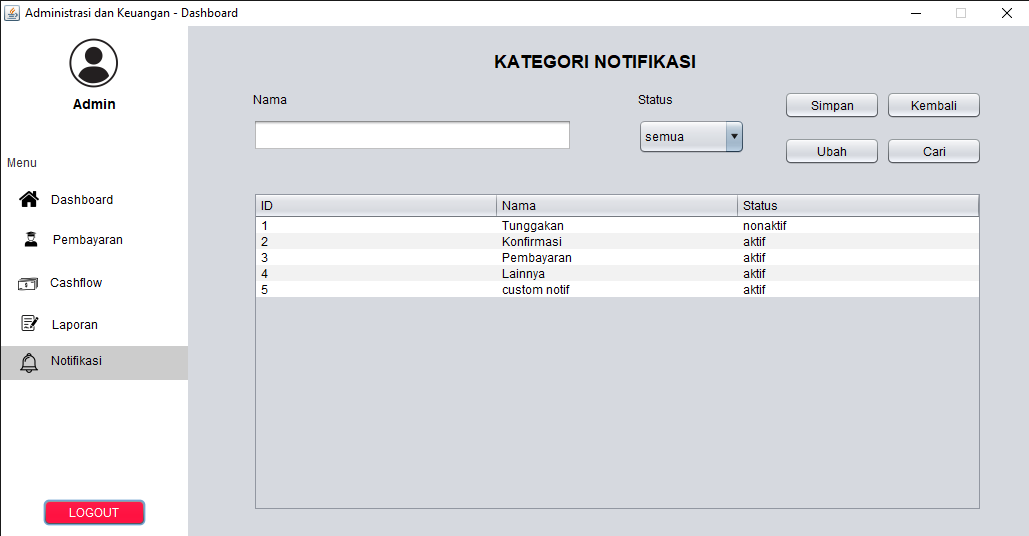 Administrasi dan Keuangan - Dashboard
Admin
Menu
Dashboard
Pembayaran
Cashflow
Laporan
Notifikasi
LOGOUT
KATEGORI NOTIFIKASI
Nama
Status
semua
Simpan
Kembali
Ubah
Cari
ID Nama Status
1 Tunggakan nonaktif
2 Konfirmasi aktif
3 Pembayaran aktif
4 Lainnya aktif
5 custom notif aktif